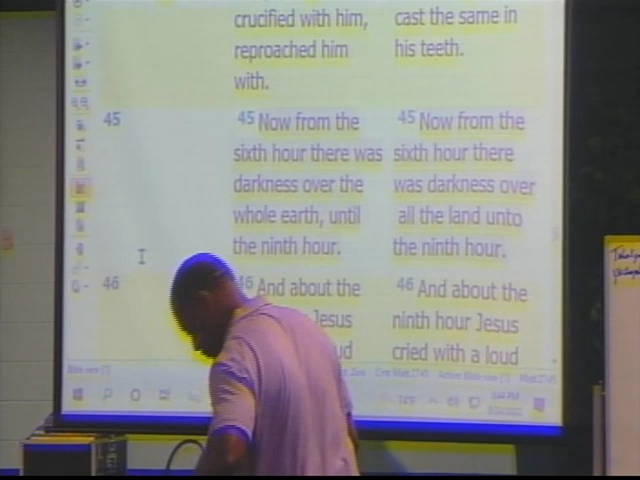 crucified with him,
reproached him
with.
cast the same in
his teeth.
45
45 Now from the
sixth hour there was
darkness over the
whole earth, until
the ninth hour.
45 Now from the
sixth hour there
was darkness over
all the land unto
the ninth hour.
46
46 And about the
Jesus
46 And about the
ninth hour Jesus
cried with a loud